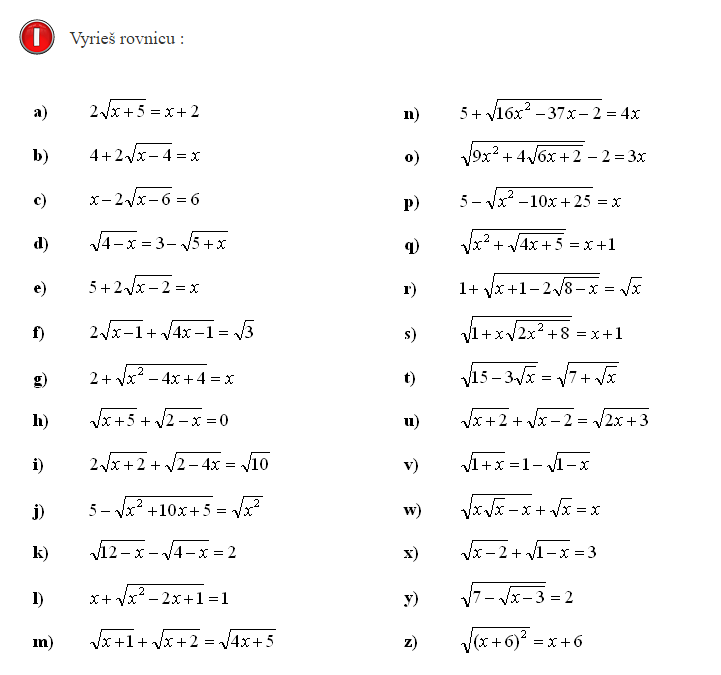 I Vyrieš rovnicu :
a) 2√(x+5) = x+2
b) 4+2√(x−4) = x
c) x−2√(x−6) = 6
d) √(4−x) = 3−√(5+x)
e) 5+2√(x−2) = x
f) 2√(x−1)+√(4x−1) = √3
g) 2+√(x²−4x+4) = x
h) √(x+5)+√(2−x) = 0
i) 2√(x+2)+√(2−4x) = √10
j) 5−√(x²+10x+5) = √(x²)
k) √(12−x)−√(4−x) = 2
l) x+√(x²−2x+1) = 1
m) √(x+1)+√(x+2) = √(4x+5)
n) 5+√(16x²−37x−2) = 4x
o) √(9x²+4√(6x+2))−2 = 3x
p) 5−√(x²−10x+25) = x
q) √(x²+√(4x+5)) = x+1
r) 1+√(x+1−2√(8−x)) = √x
s) √(1+x√(2x²+8)) = x+1
t) √(15−3√x) = √(7+√x)
u) √(x+2)+√(x−2) = √(2x+3)
v) √(1+x) = 1−√(1−x)
w) √(x√x−x)+√x = x
x) √(x−2)+√(1−x) = 3
y) √(7−√(x−3)) = 2
z) √((x+6)²) = x+6